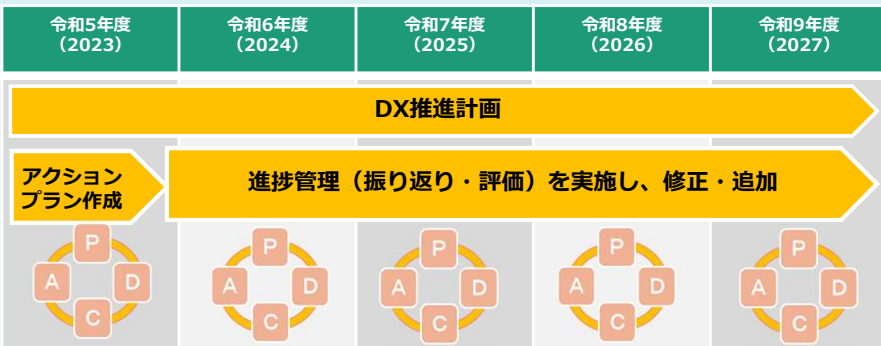 令和5年度
（2023）
令和6年度
（2024）
令和7年度
（2025）
令和8年度
（2026）
令和9年度
（2027）
DX推進計画
アクション
プラン作成
進捗管理（振り返り・評価）を実施し、修正・追加
P
A
D
C
P
A
D
C
P
A
D
C
P
A
D
C
P
A
D
C